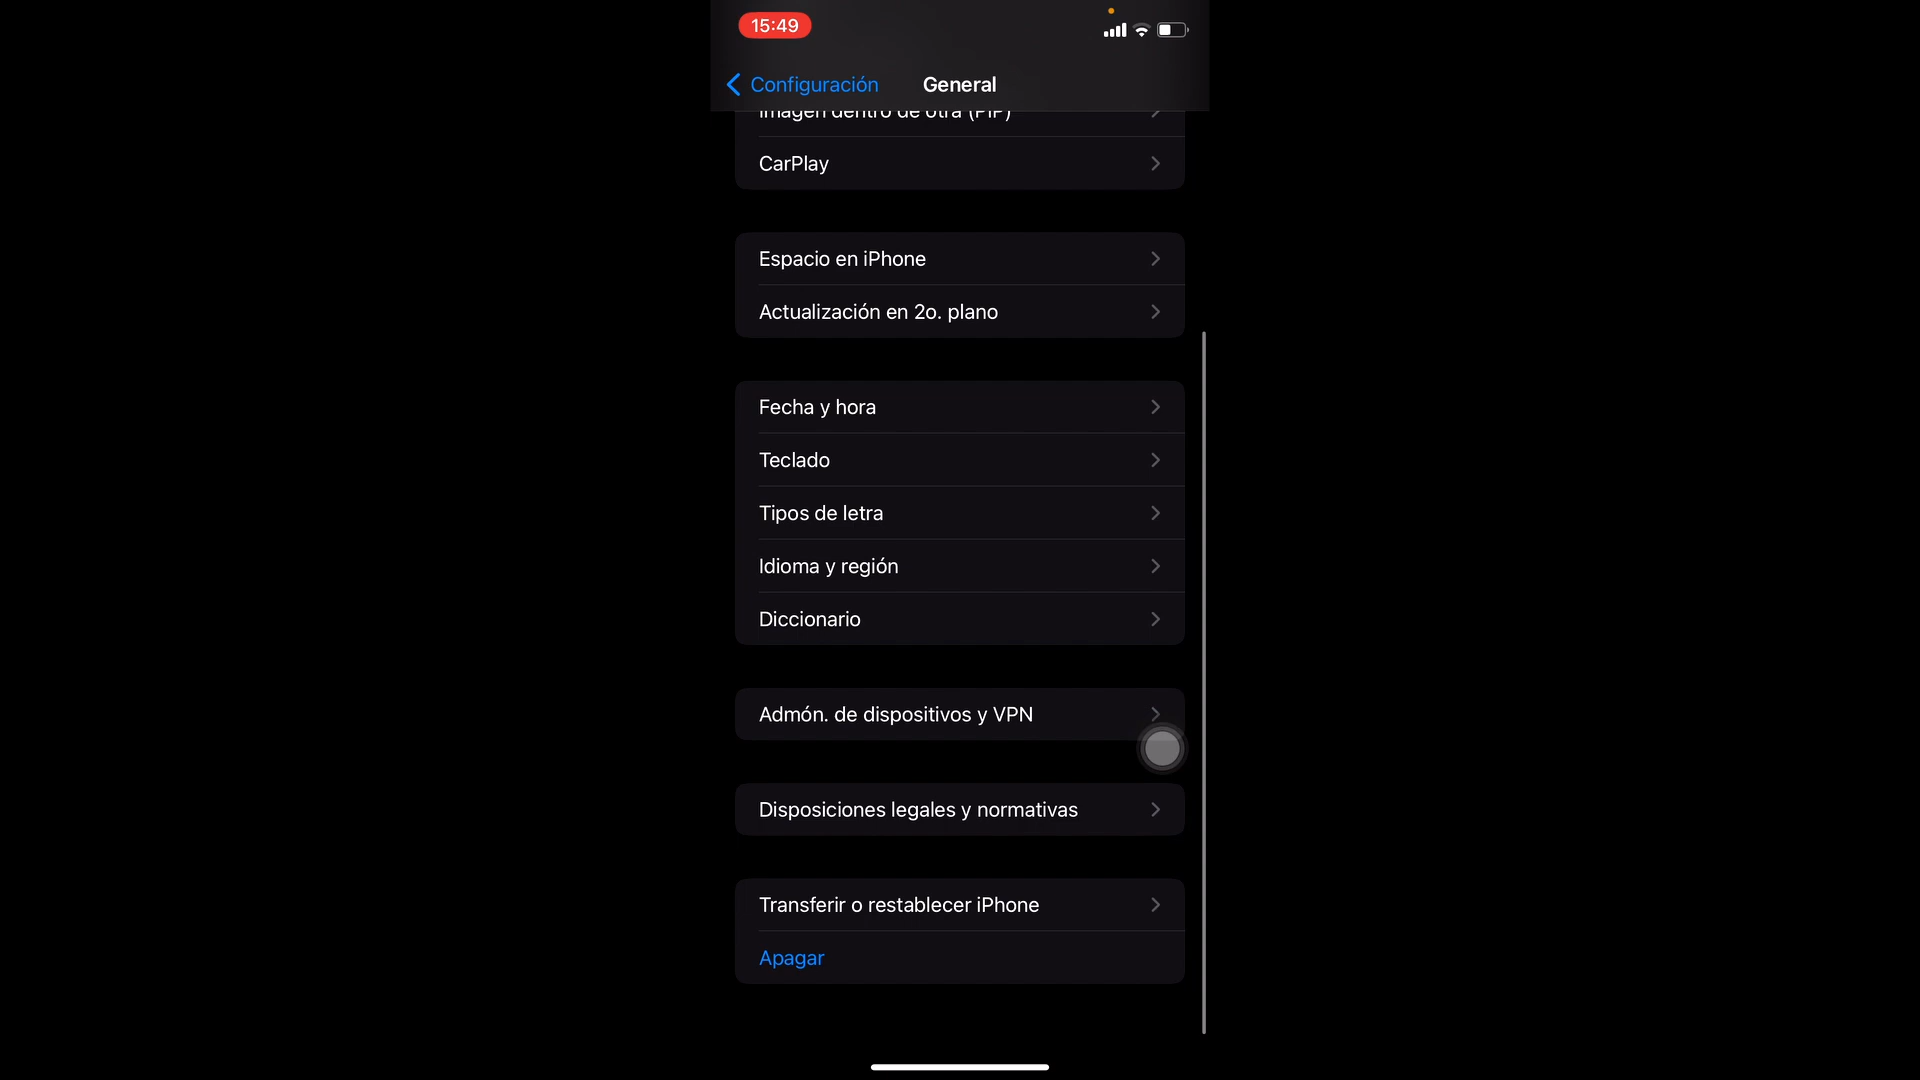 15:49
Configuración
General
Imagen dentro de otra (PIP)
CarPlay
Espacio en iPhone
Actualización en 2o. plano
Fecha y hora
Teclado
Tipos de letra
Idioma y región
Diccionario
Admón. de dispositivos y VPN
Disposiciones legales y normativas
Transferir o restablecer iPhone
Apagar